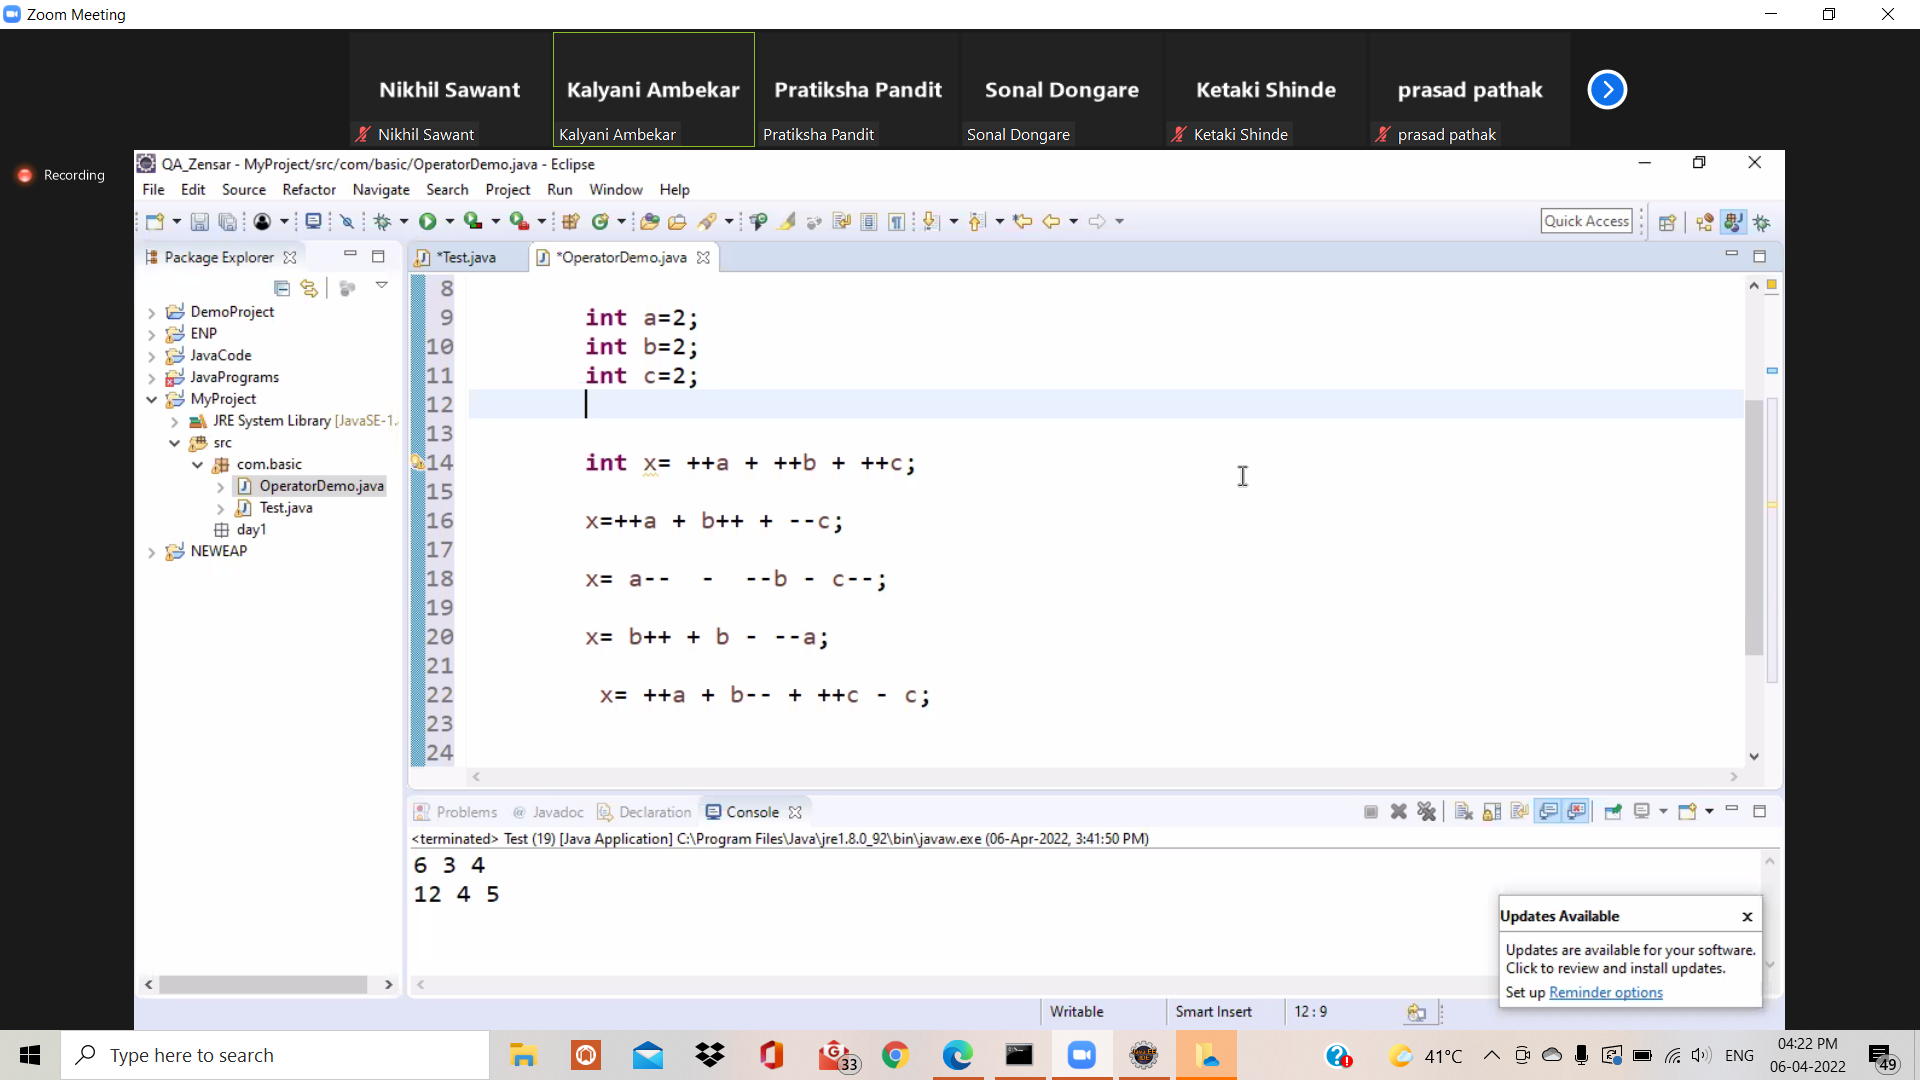 Zoom Meeting
Nikhil Sawant
Kalyani Ambekar
Pratiksha Pandit
Sonal Dongare
Ketaki Shinde
prasad pathak
Nikhil Sawant
Kalyani Ambekar
Pratiksha Pandit
Sonal Dongare
Ketaki Shinde
prasad pathak
Recording
QA_Zensar - MyProject/src/com/basic/OperatorDemo.java - Eclipse
File Edit Source Refactor Navigate Search Project Run Window Help
Quick Access
Package Explorer
DemoProject
ENP
JavaCode
JavaPrograms
MyProject
JRE System Library [JavaSE-1.
src
com.basic
OperatorDemo.java
Test.java
day1
NEWEAP
*Test.java
*OperatorDemo.java
8
9 int a=2;
10 int b=2;
11 int c=2;
12
13
14 int x= ++a + ++b + ++c;
15
16 x=++a + b++ + --c;
17
18 x= a-- - --b - c--;
19
20 x= b++ + b - --a;
21
22 x= ++a + b-- + ++c - c;
23
24
Problems @ Javadoc Declaration Console
<terminated> Test (19) [Java Application] C:\Program Files\Java\jre1.8.0_92\bin\javaw.exe (06-Apr-2022, 3:41:50 PM)
6 3 4
12 4 5
Updates Available x
Updates are available for your software.
Click to review and install updates.
Set up Reminder options
Writable
Smart Insert
12 : 9
Type here to search
33
41°C
ENG
04:22 PM
06-04-2022
49